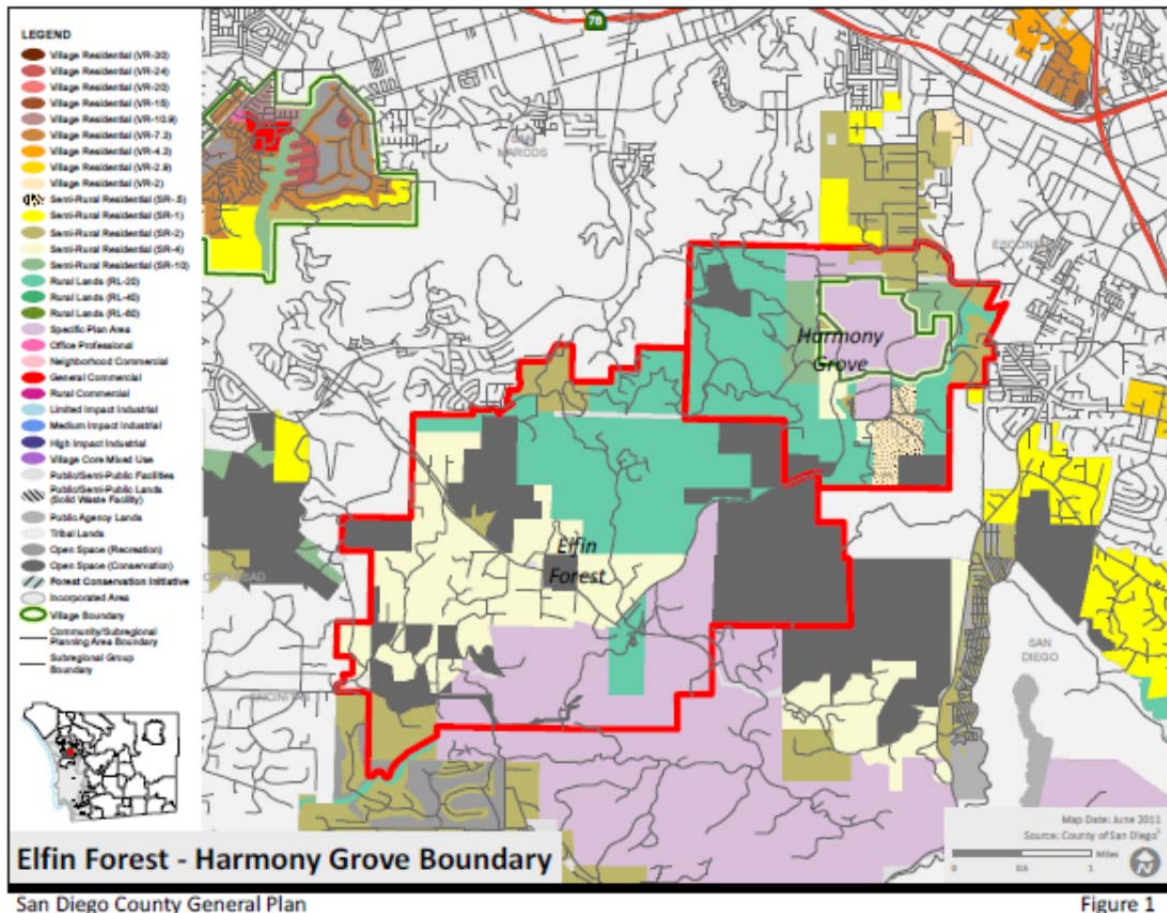 78
LEGEND
Village Residential (VR-30)
Village Residential (VR-24)
Village Residential (VR-20)
Village Residential (VR-15)
Village Residential (VR-10.9)
Village Residential (VR-7.3)
Village Residential (VR-4.3)
Village Residential (VR-2.9)
Village Residential (VR-2)
Semi-Rural Residential (SR-.5)
Semi-Rural Residential (SR-1)
Semi-Rural Residential (SR-2)
Semi-Rural Residential (SR-4)
Semi-Rural Residential (SR-10)
Rural Lands (RL-20)
Rural Lands (RL-40)
Rural Lands (RL-80)
Specific Plan Area
Office Professional
Neighborhood Commercial
General Commercial
Rural Commercial
Limited Impact Industrial
Medium Impact Industrial
High Impact Industrial
Village Core Mixed Use
Public/Semi-Public Facilities
Public/Semi-Public Lands
(Solid Waste Facility)
Public Agency Lands
Tribal Lands
Open Space (Recreation)
Open Space (Conservation)
Forest Conservation Initiative
Incorporated Area
Village Boundary
Community/Subregional
Planning Area Boundary
Subregional Group
Boundary
MARCOS
Harmony
Grove
Elfin
Forest
SAN
DIEGO
Map Date: June 2011
Source: County of San Diego
Miles
0 0.5 1
N
Elfin Forest - Harmony Grove Boundary
San Diego County General Plan
Figure 1